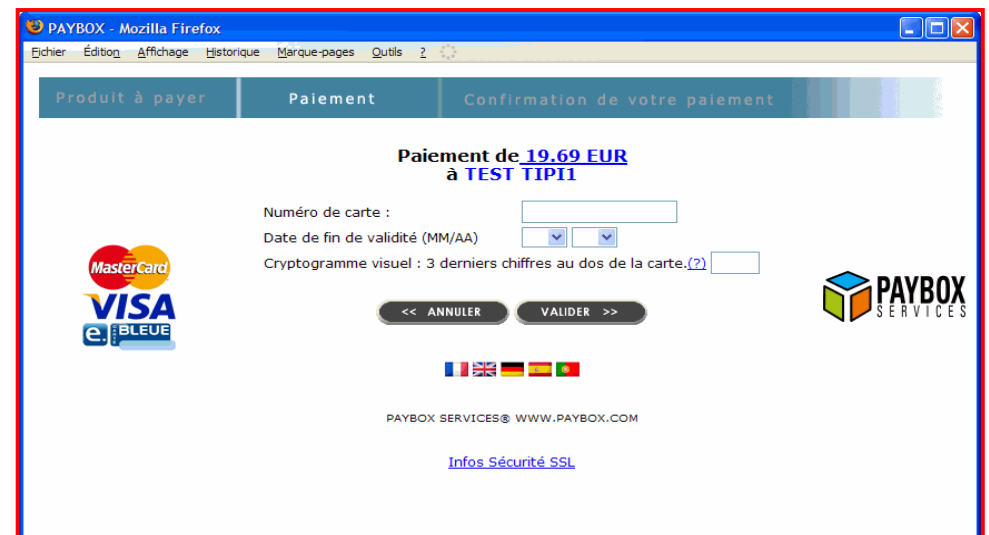 PAYBOX - Mozilla Firefox
Fichier Édition Affichage Historique Marque-pages Outils ?
Produit à payer Paiement Confirmation de votre paiement
Paiement de 19.69 EUR
à TEST TIPI1
Numéro de carte :
Date de fin de validité (MM/AA)
Cryptogramme visuel : 3 derniers chiffres au dos de la carte.(?)
MasterCard
VISA
e. BLEUE
PAYBOX
SERVICES
<< ANNULER VALIDER >>
PAYBOX SERVICES® WWW.PAYBOX.COM
Infos Sécurité SSL